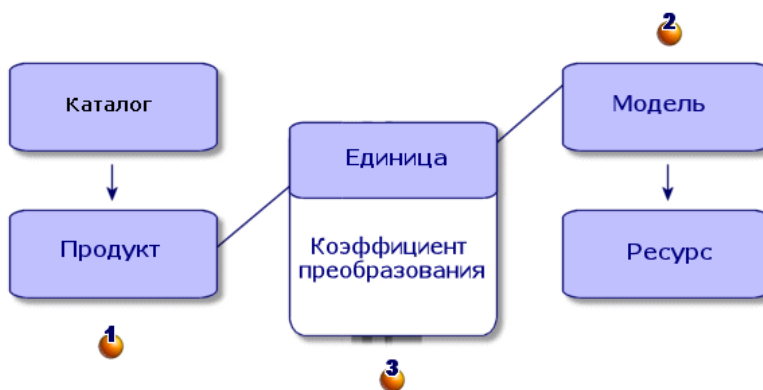 2
Каталог
Модель
Единица
Продукт
Коэффициент
преобразования
Ресурс
1
3